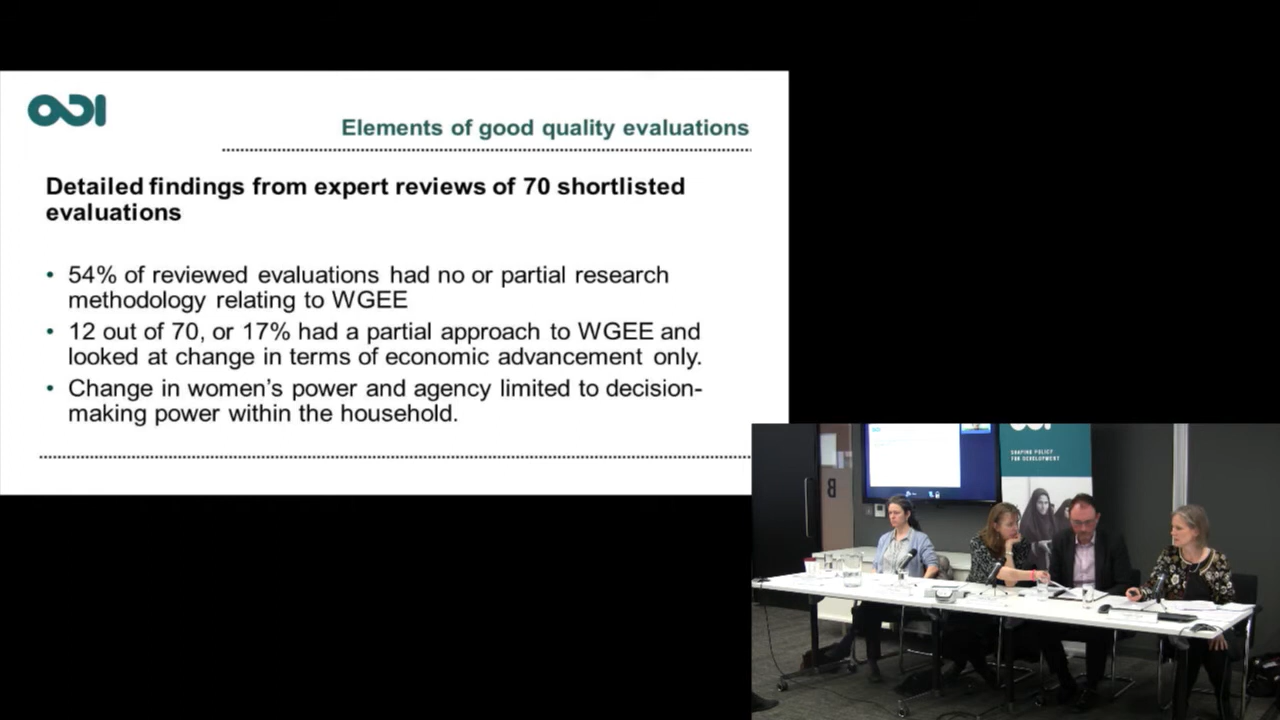 ODI
Elements of good quality evaluations
Detailed findings from expert reviews of 70 shortlisted
evaluations
• 54% of reviewed evaluations had no or partial research
methodology relating to WGEE
• 12 out of 70, or 17% had a partial approach to WGEE and
looked at change in terms of economic advancement only.
• Change in women's power and agency limited to decision-
making power within the household.
SHAPING POLICY
FOR DEVELOPMENT
B